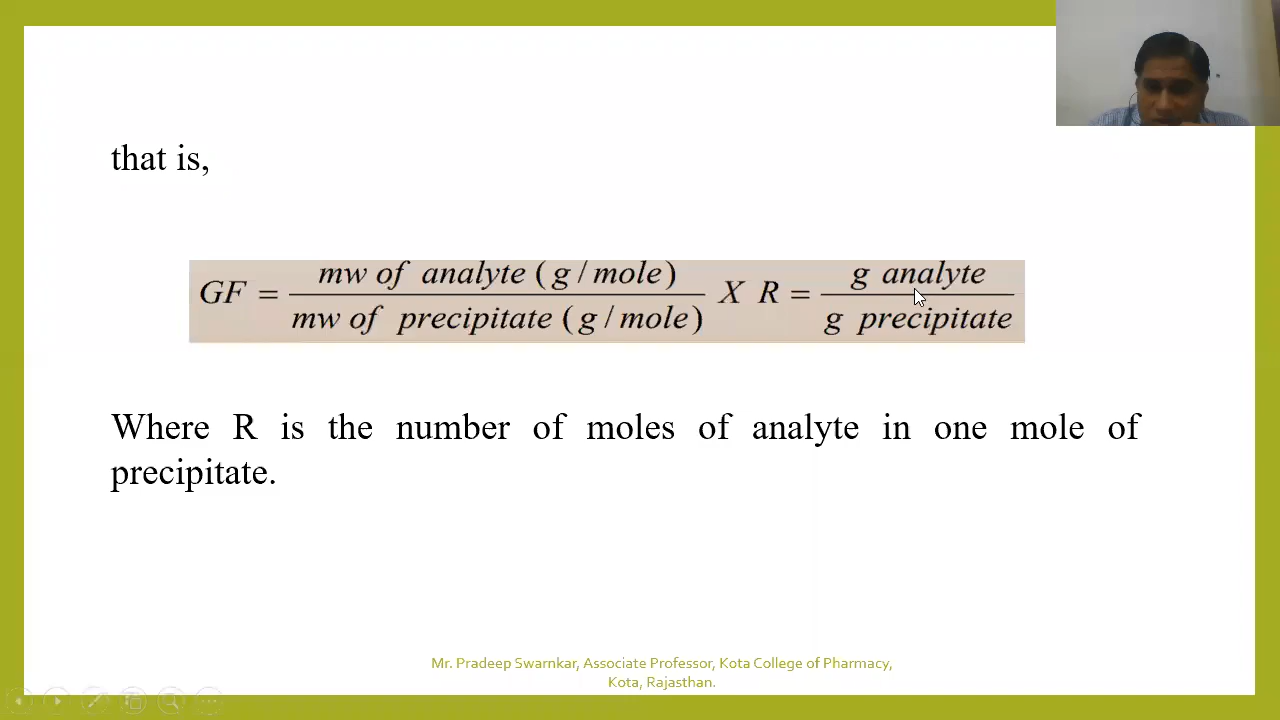 that is,
GF = mw of analyte (g / mole) / mw of precipitate (g / mole) X R = g analyte / g precipitate
Where R is the number of moles of analyte in one mole of
precipitate.
Mr. Pradeep Swarnkar, Associate Professor, Kota College of Pharmacy,
Kota, Rajasthan.